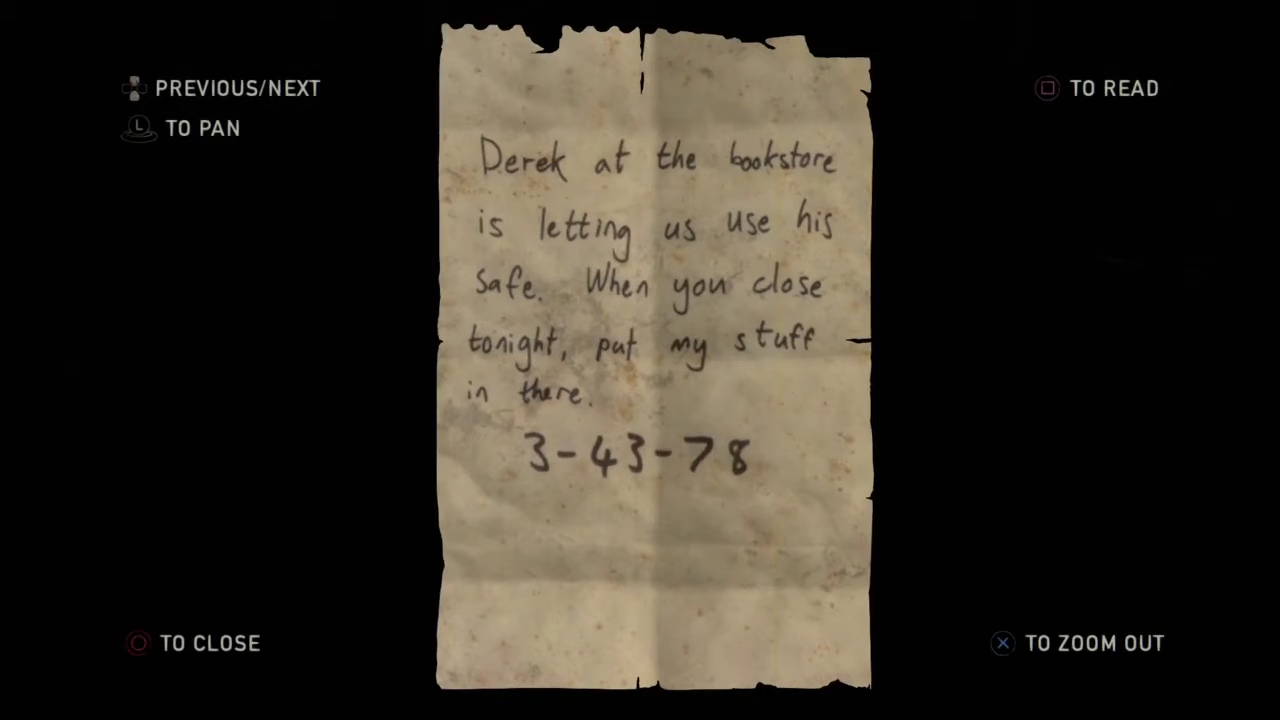 PREVIOUS/NEXT
L TO PAN
TO READ
Derek at the bookstore
is letting us use his
safe. When you close
tonight, put my stuff
in there.
3-43-78
TO CLOSE
TO ZOOM OUT